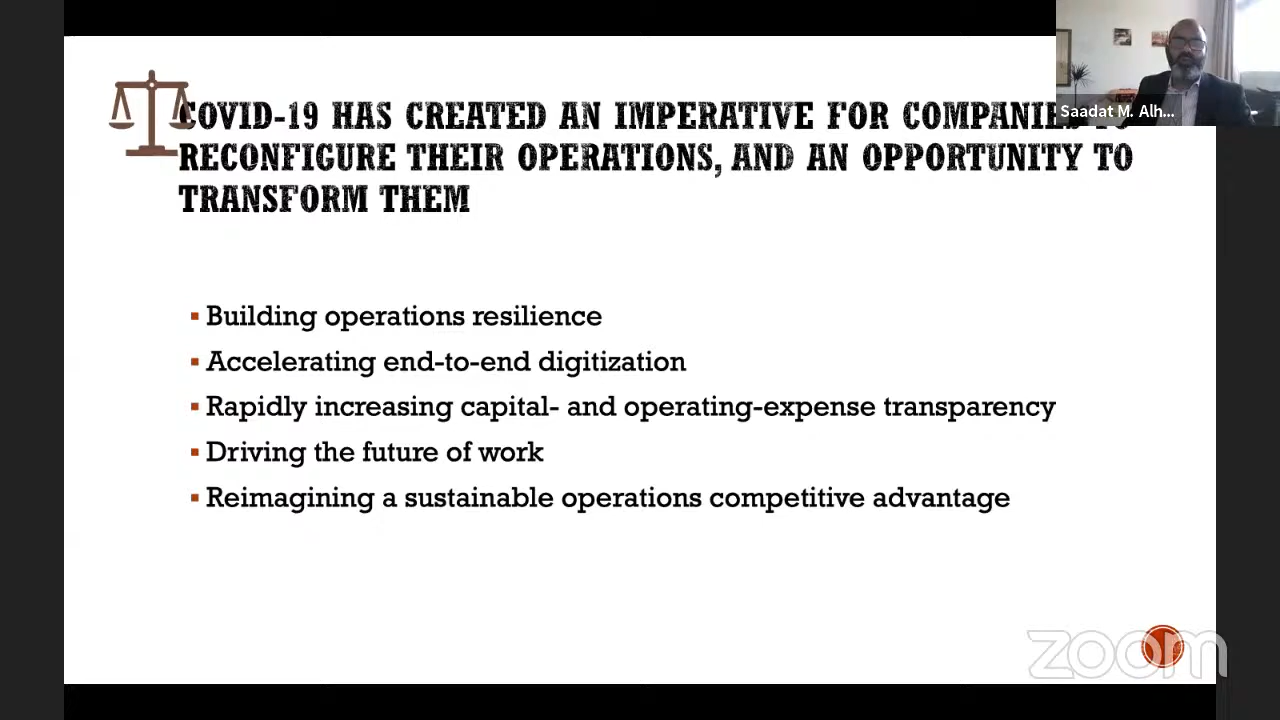 COVID-19 HAS CREATED AN IMPERATIVE FOR COMPANIES TO
RECONFIGURE THEIR OPERATIONS, AND AN OPPORTUNITY TO
TRANSFORM THEM
Building operations resilience
Accelerating end-to-end digitization
Rapidly increasing capital- and operating-expense transparency
Driving the future of work
Reimagining a sustainable operations competitive advantage
Saadat M. Alh...
zoom